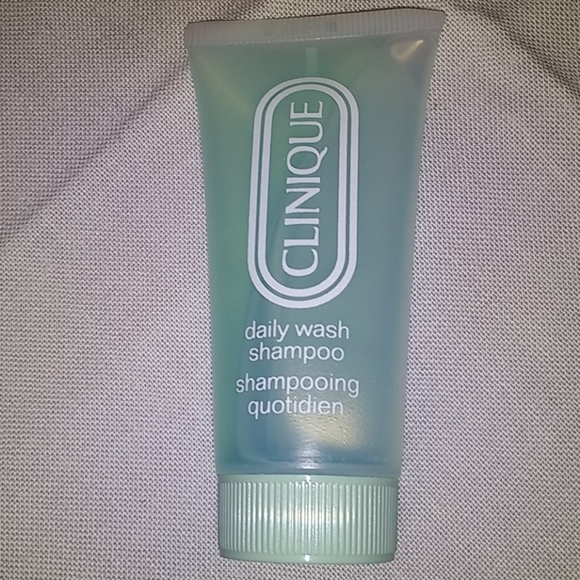 CLINIQUE
daily wash
shampoo
shampooing
quotidien